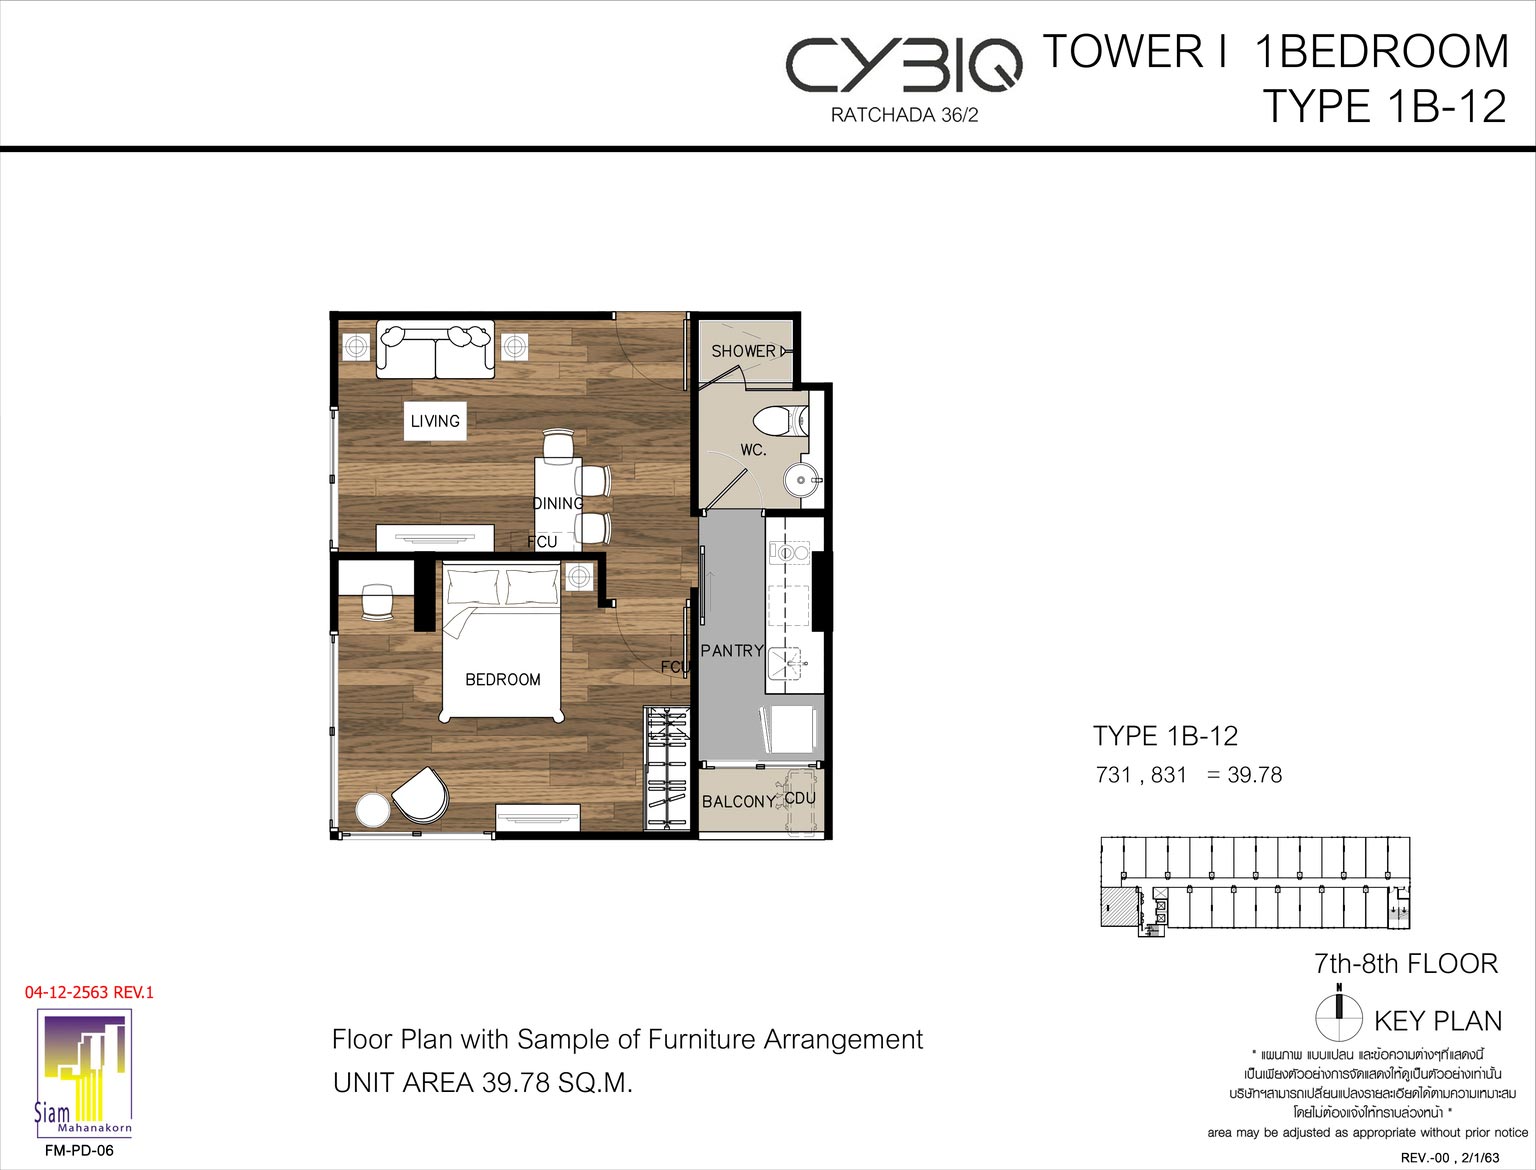 CYBIQ
RATCHADA 36/2
TOWER I 1BEDROOM
TYPE 1B-12
SHOWER
LIVING
WC.
DINING
FCU
PANTRY
FCU
BEDROOM
BALCONY
CDU
TYPE 1B-12
731 , 831 = 39.78
7th-8th FLOOR
N
KEY PLAN
* แผนภาพ แบบแปลน และข้อความต่างๆที่แสดงนี้
เป็นเพียงตัวอย่างการจัดแสดงให้ดูเป็นตัวอย่างเท่านั้น
บริษัทฯสามารถเปลี่ยนแปลงรายละเอียดได้ตามความเหมาะสม
โดยไม่ต้องแจ้งให้ทราบล่วงหน้า *
area may be adjusted as appropriate without prior notice
REV.-00 , 2/1/63
Floor Plan with Sample of Furniture Arrangement
UNIT AREA 39.78 SQ.M.
04-12-2563 REV.1
Siam
Mahanakorn
FM-PD-06